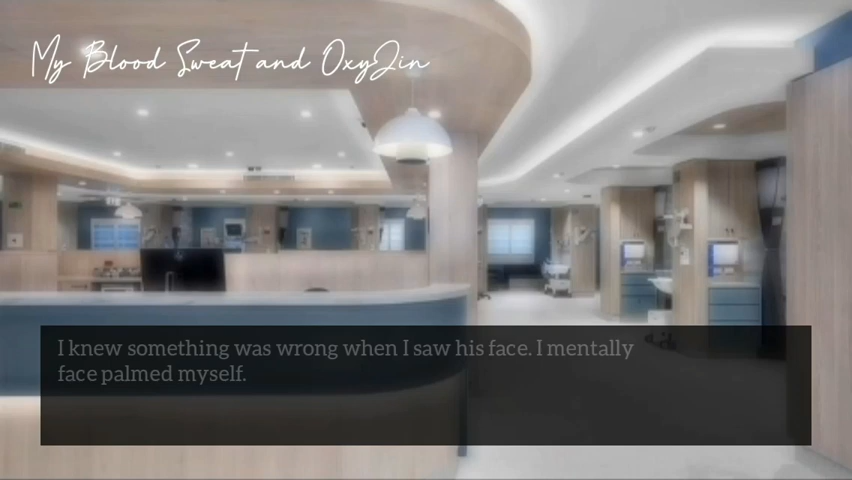 My Blood Sweat and OxyJin
I knew something was wrong when I saw his face. I mentally
face palmed myself.